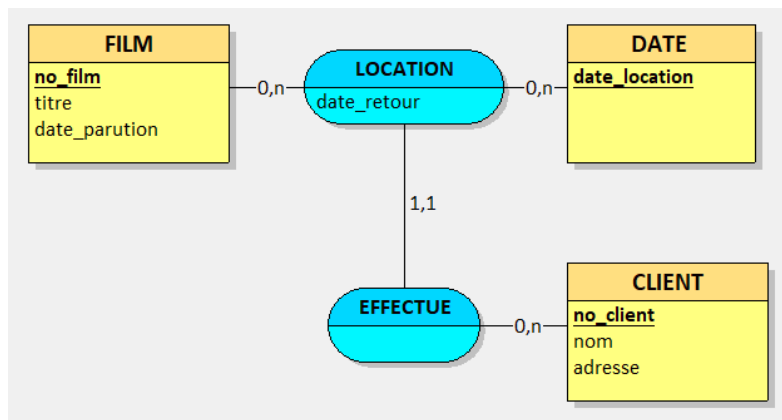 FILM
no_film
titre
date_parution
0,n
LOCATION
date_retour
0,n
DATE
date_location
1,1
EFFECTUE
0,n
CLIENT
no_client
nom
adresse